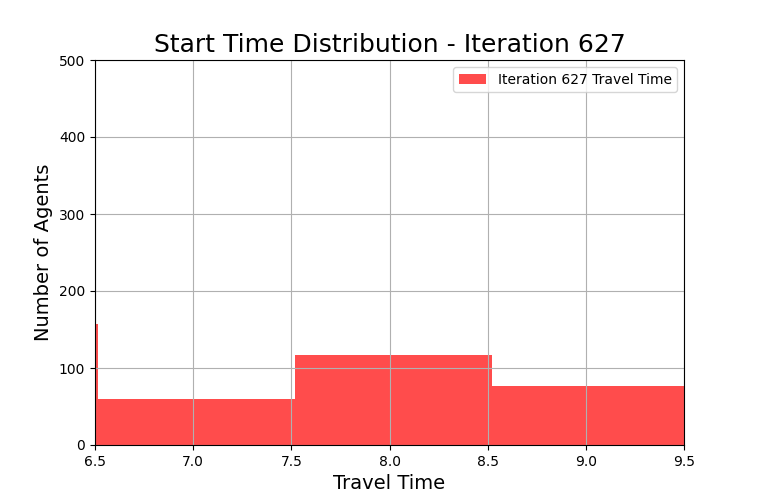 Start Time Distribution - Iteration 627
500
400
300
200
100
0
Number of Agents
Iteration 627 Travel Time
6.5 7.0 7.5 8.0 8.5 9.0 9.5
Travel Time